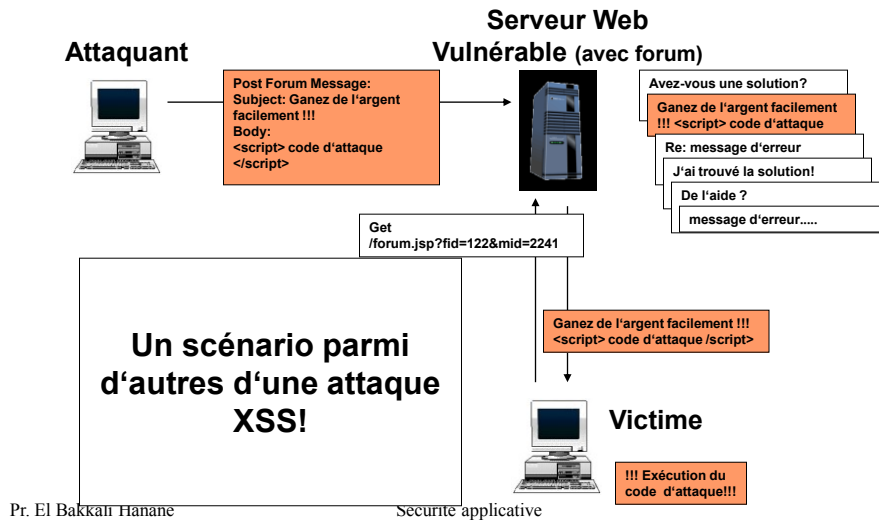 Attaquant
Serveur Web
Vulnérable (avec forum)
Post Forum Message:
Subject: Ganez de l‘argent
facilement !!!
Body:
<script> code d‘attaque
</script>
Avez-vous une solution?
Ganez de l‘argent facilement
!!! <script> code d‘attaque
Re: message d‘erreur
J‘ai trouvé la solution!
De l‘aide ?
message d‘erreur.....
Get
/forum.jsp?fid=122&mid=2241
Un scénario parmi
d‘autres d‘une attaque
XSS!
Ganez de l‘argent facilement !!!
<script> code d‘attaque /script>
Victime
!!! Exécution du
code d‘attaque!!!
Pr. El Bakkali Hanane
Sécurité applicative